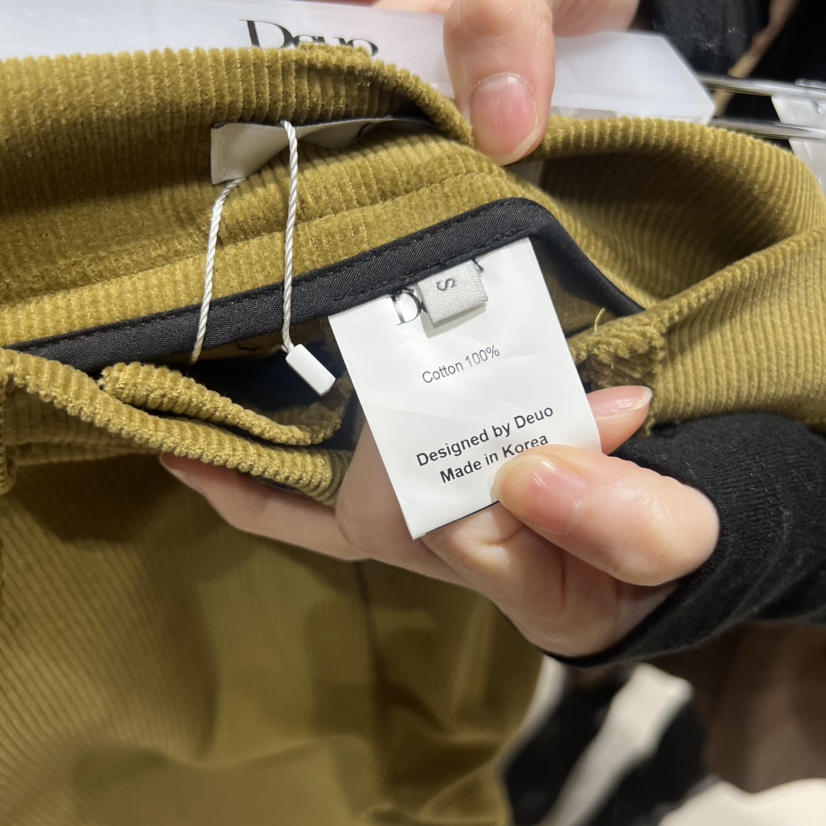 Deuo
S
Cotton 100%
Designed by Deuo
Made in Korea